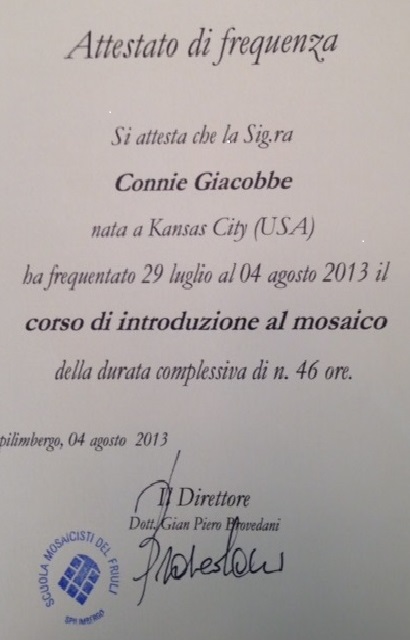 Attestato di frequenza
Si attesta che la Sig.ra
Connie Giacobbe
nata a Kansas City (USA)
ha frequentato 29 luglio al 04 agosto 2013 il
corso di introduzione al mosaico
della durata complessiva di n. 46 ore.
pilimbergo, 04 agosto 2013
Il Direttore
Dott. Gian Piero Brovedani
SCUOLA MOSAICISTI DEL FRIULI
SPILIMBERGO